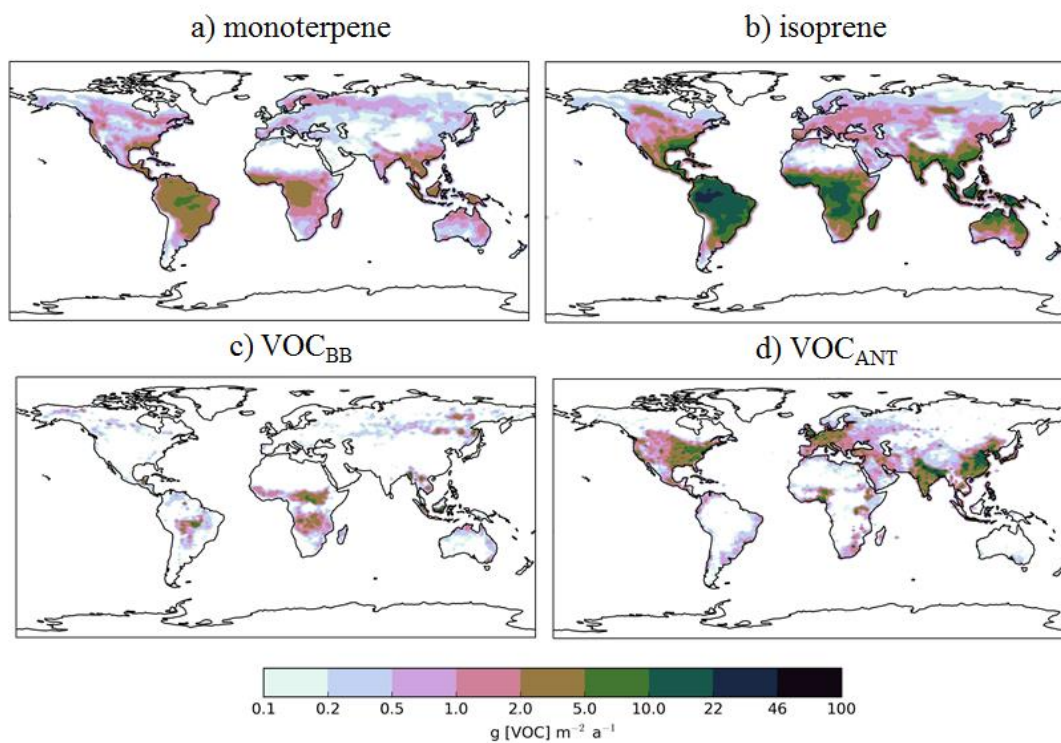 a) monoterpene
b) isoprene
c) VOC_BB
d) VOC_ANT
0.1 0.2 0.5 1.0 2.0 5.0 10.0 22 46 100
g [VOC] m⁻² a⁻¹